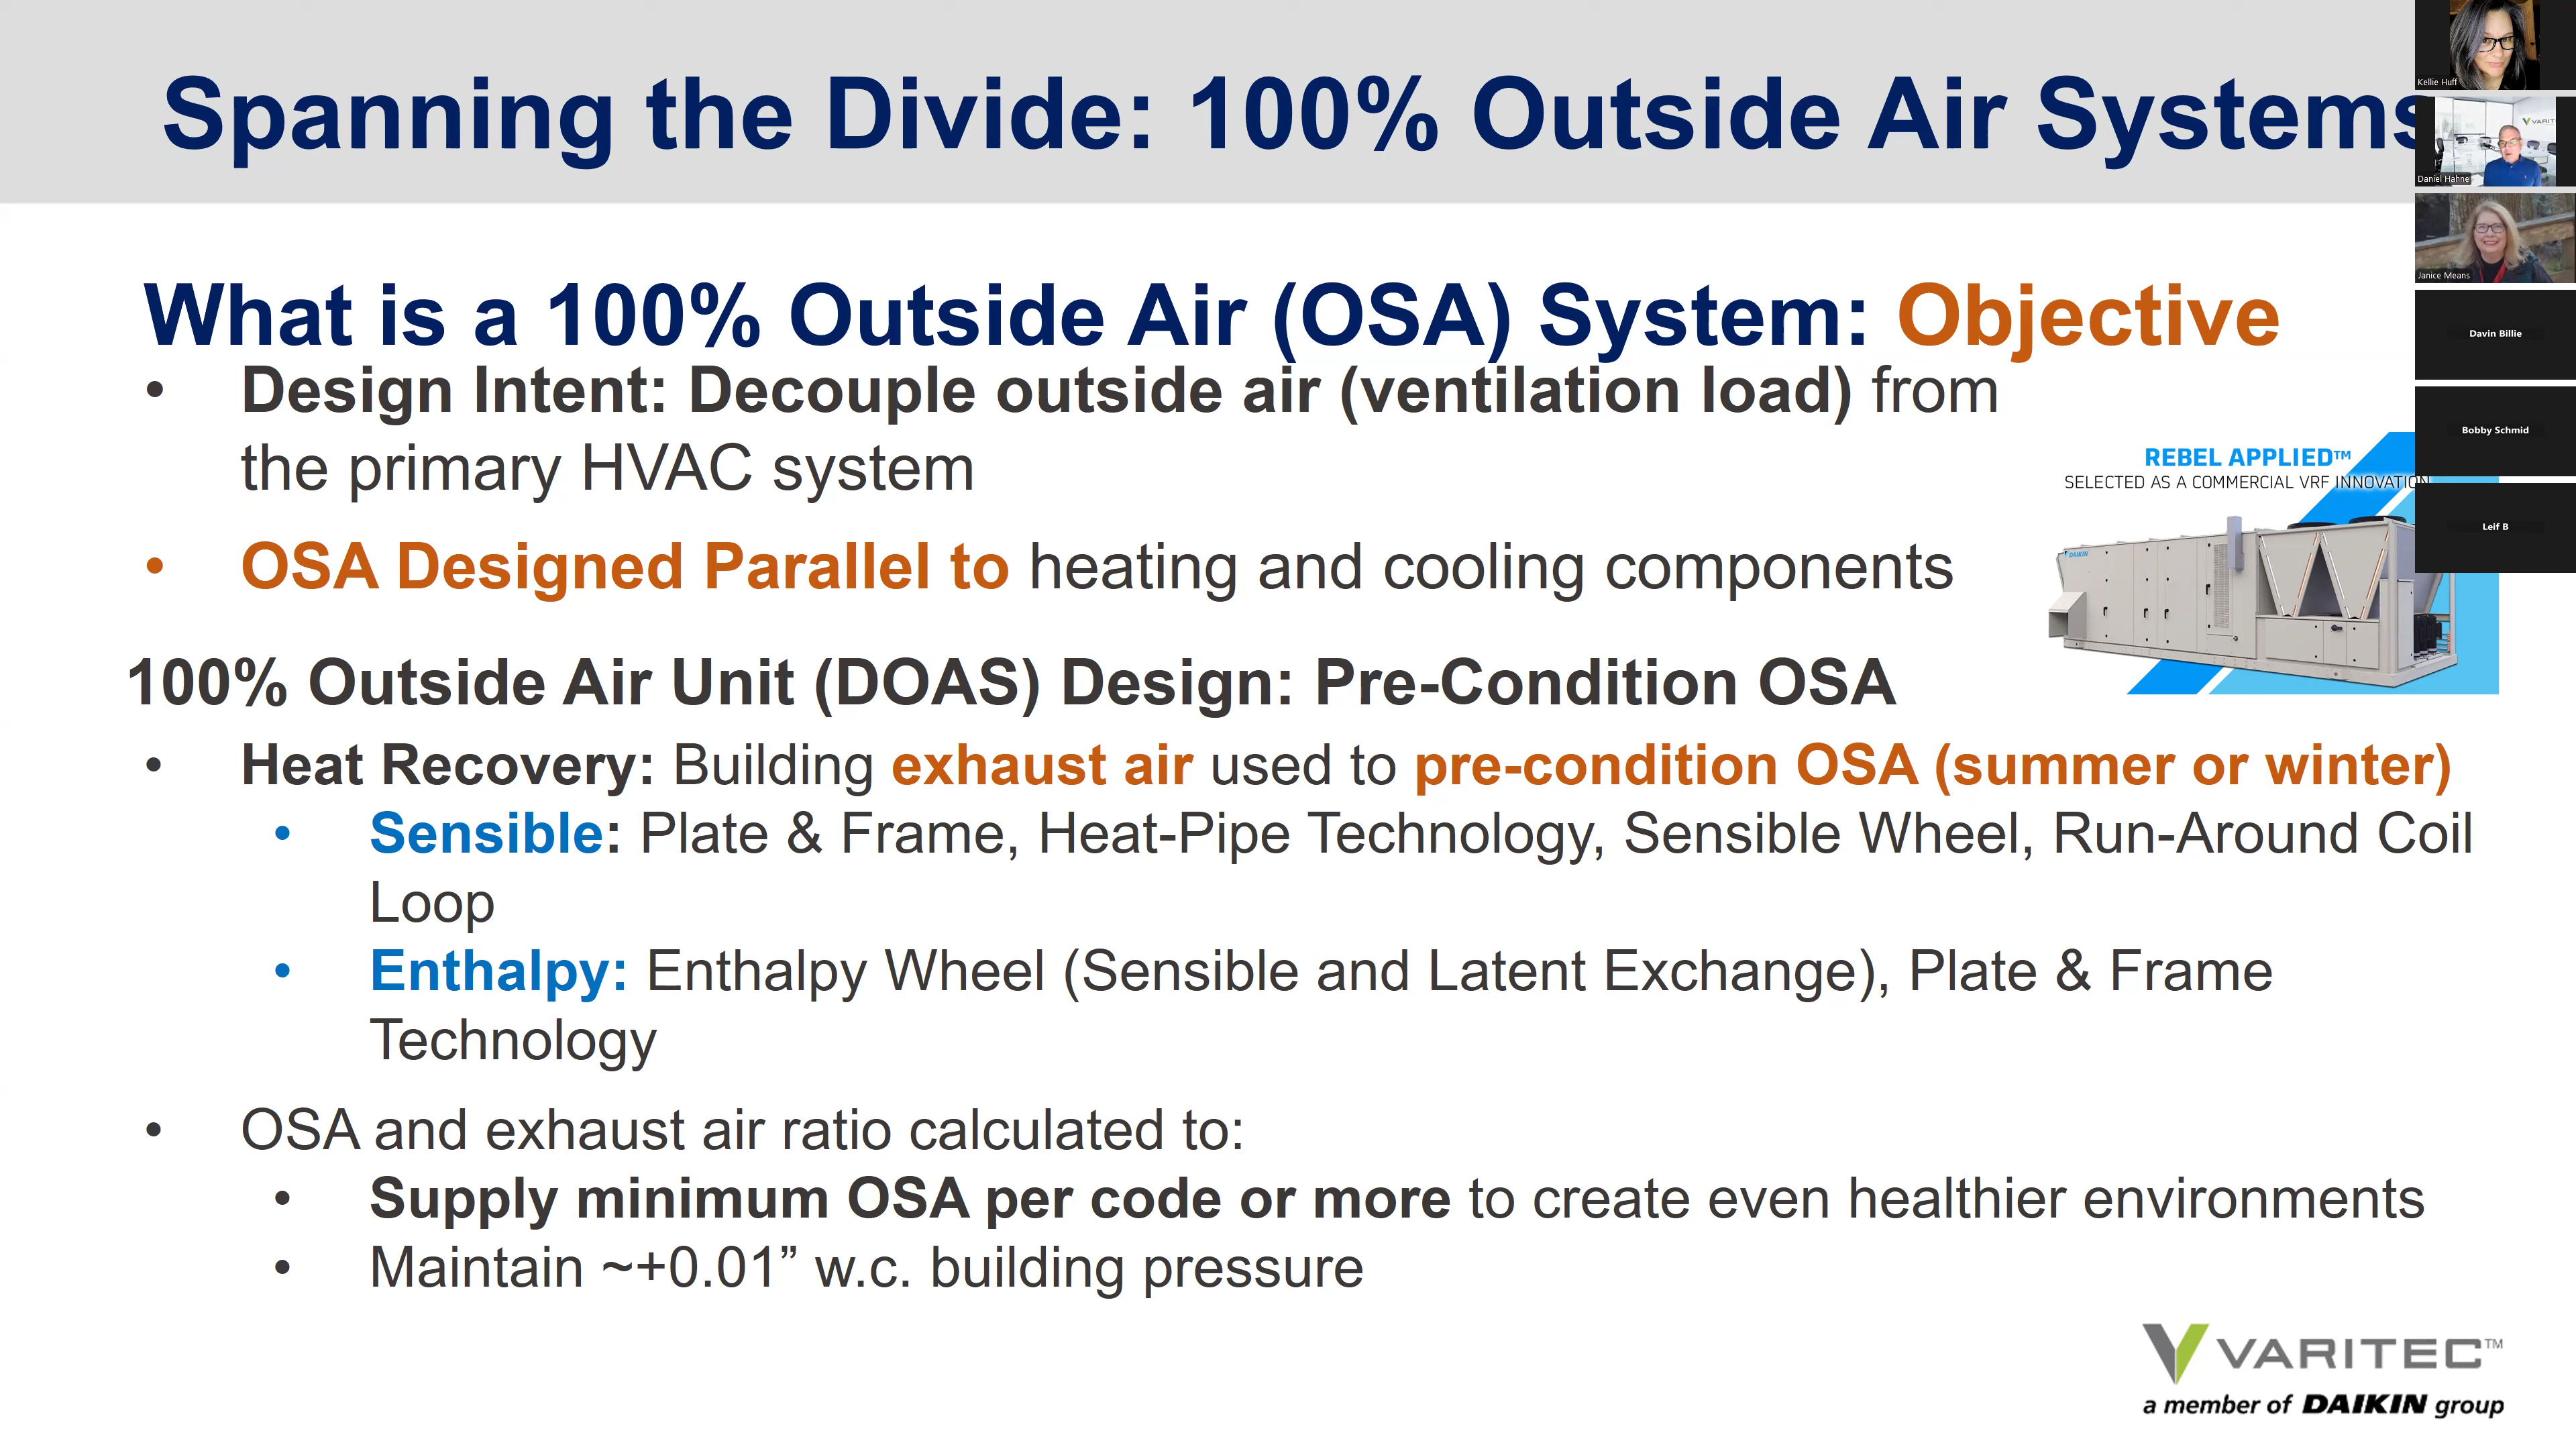 Spanning the Divide: 100% Outside Air Systems
What is a 100% Outside Air (OSA) System: Objective
• Design Intent: Decouple outside air (ventilation load) from
the primary HVAC system
• OSA Designed Parallel to heating and cooling components
REBEL APPLIED™
SELECTED AS A COMMERCIAL VRF INNOVATION
DAIKIN
100% Outside Air Unit (DOAS) Design: Pre-Condition OSA
• Heat Recovery: Building exhaust air used to pre-condition OSA (summer or winter)
• Sensible: Plate & Frame, Heat-Pipe Technology, Sensible Wheel, Run-Around Coil
Loop
• Enthalpy: Enthalpy Wheel (Sensible and Latent Exchange), Plate & Frame
Technology
• OSA and exhaust air ratio calculated to:
• Supply minimum OSA per code or more to create even healthier environments
• Maintain ~+0.01” w.c. building pressure
VARITEC™
a member of DAIKIN group
Kellie Huff
VARI
Daniel Hahne
Janice Means
Davin Billie
Bobby Schmid
Leif B